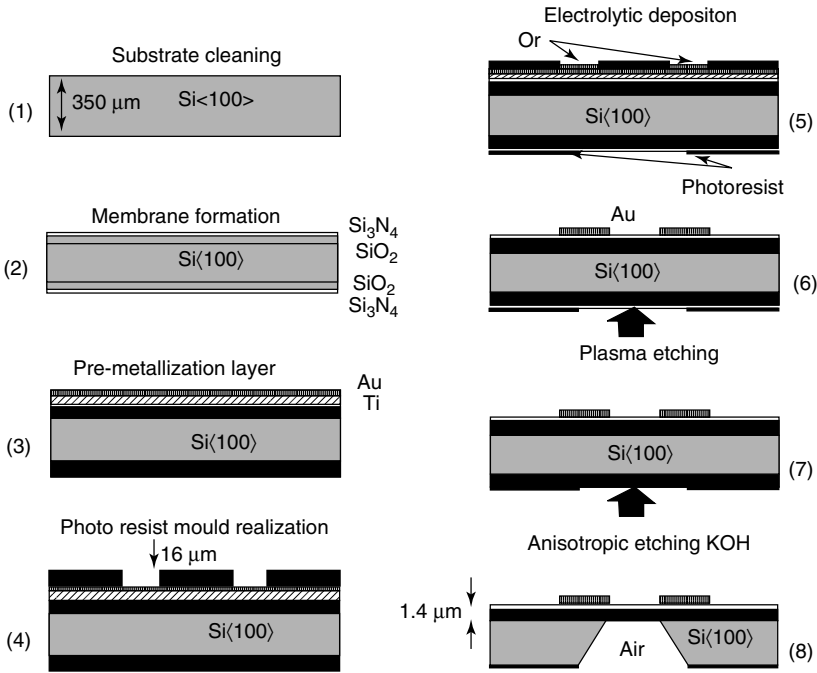 Substrate cleaning
(1)
350 μm
Si<100>
Membrane formation
(2)
Si⟨100⟩
Si₃N₄
SiO₂
SiO₂
Si₃N₄
Pre-metallization layer
(3)
Au
Ti
Si⟨100⟩
Photo resist mould realization
16 μm
(4)
Si⟨100⟩
Electrolytic depositon
Or
Si⟨100⟩
(5)
Photoresist
Au
Si⟨100⟩
(6)
Plasma etching
Si⟨100⟩
(7)
Anisotropic etching KOH
1.4 μm
Air
Si⟨100⟩
(8)